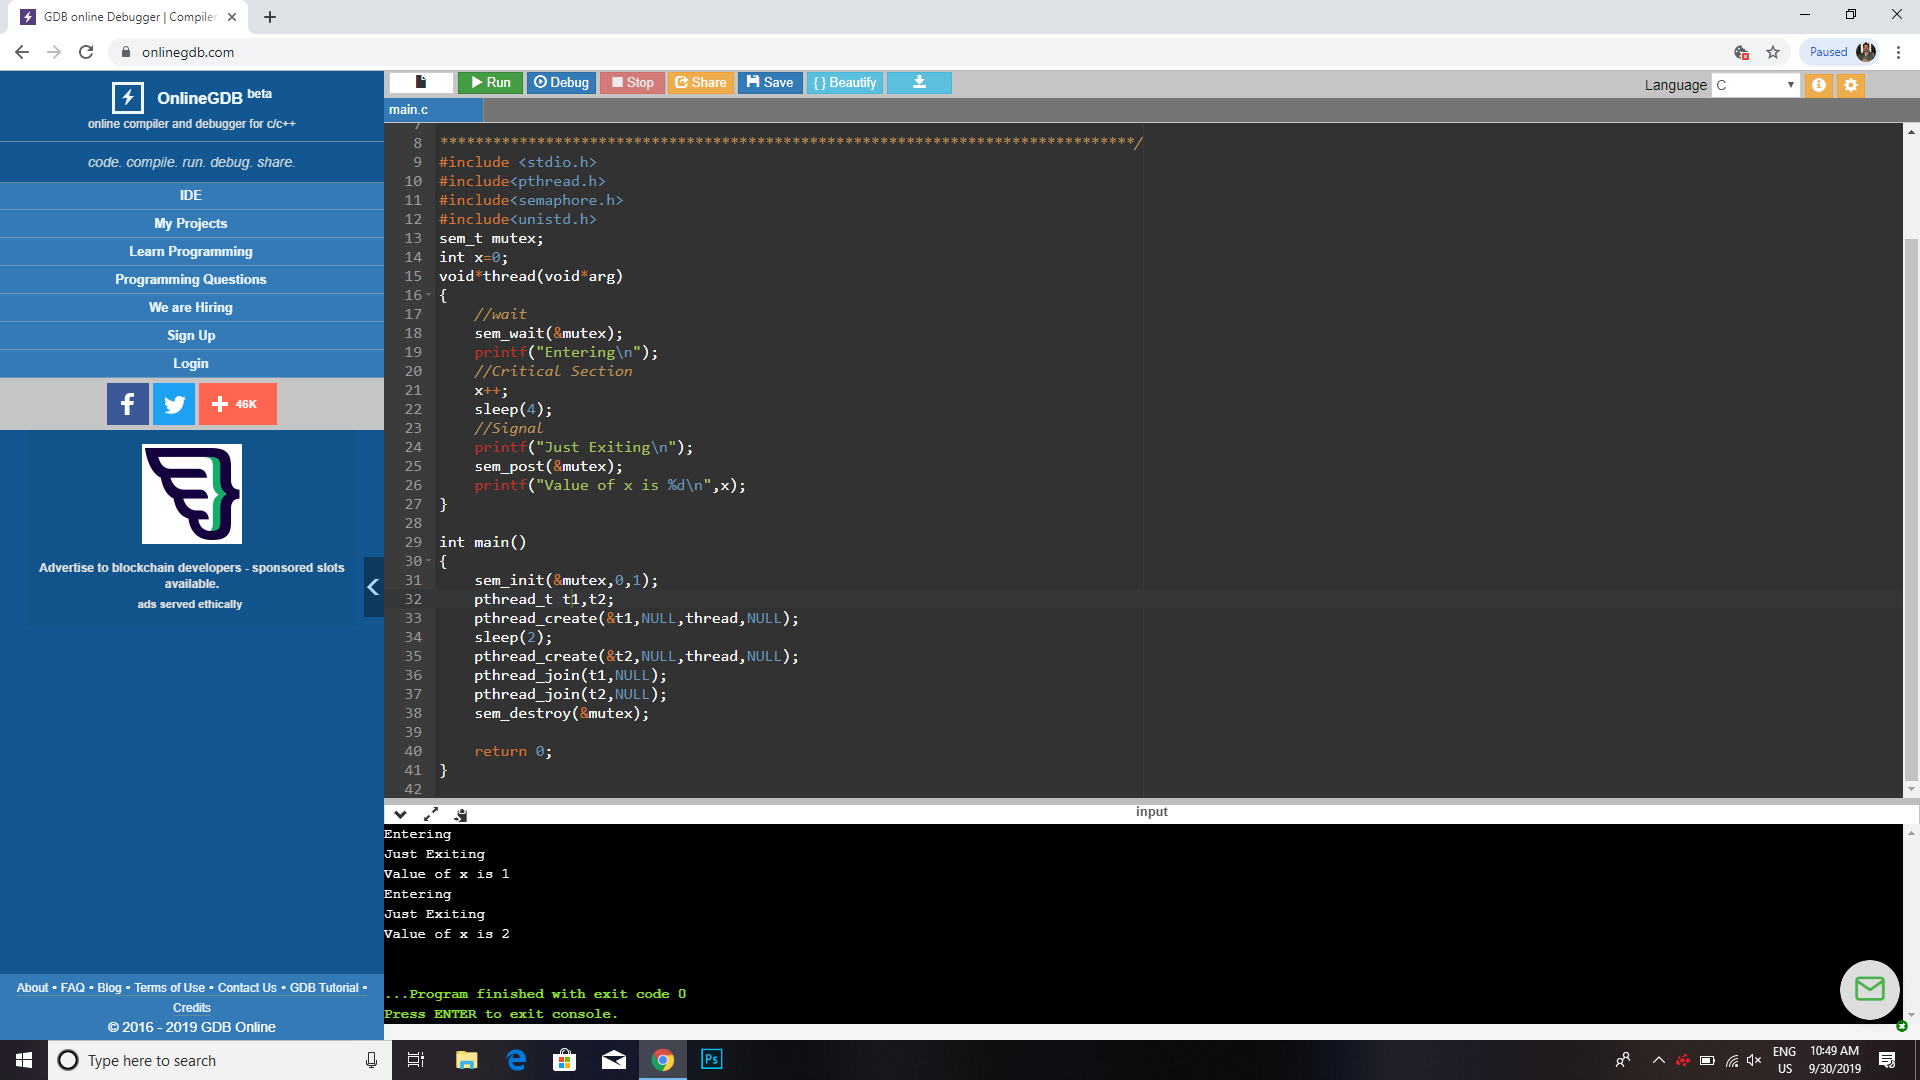 GDB online Debugger | Compiler
onlinegdb.com
Paused
OnlineGDB beta
online compiler and debugger for c/c++
code. compile. run. debug. share.
IDE
My Projects
Learn Programming
Programming Questions
We are Hiring
Sign Up
Login
f
+ 46K
Advertise to blockchain developers - sponsored slots
available.
ads served ethically
About • FAQ • Blog • Terms of Use • Contact Us • GDB Tutorial •
Credits
© 2016 - 2019 GDB Online
Run Debug Stop Share Save { } Beautify
Language C
main.c
7
8 *******************************************************************************/
9 #include <stdio.h>
10 #include<pthread.h>
11 #include<semaphore.h>
12 #include<unistd.h>
13 sem_t mutex;
14 int x=0;
15 void*thread(void*arg)
16 {
17     //wait
18     sem_wait(&mutex);
19     printf("Entering\n");
20     //Critical Section
21     x++;
22     sleep(4);
23     //Signal
24     printf("Just Exiting\n");
25     sem_post(&mutex);
26     printf("Value of x is %d\n",x);
27 }
28
29 int main()
30 {
31     sem_init(&mutex,0,1);
32     pthread_t t1,t2;
33     pthread_create(&t1,NULL,thread,NULL);
34     sleep(2);
35     pthread_create(&t2,NULL,thread,NULL);
36     pthread_join(t1,NULL);
37     pthread_join(t2,NULL);
38     sem_destroy(&mutex);
39
40     return 0;
41 }
42
input
Entering
Just Exiting
Value of x is 1
Entering
Just Exiting
Value of x is 2
...Program finished with exit code 0
Press ENTER to exit console.
Type here to search
Ps
ENG
US
10:49 AM
9/30/2019